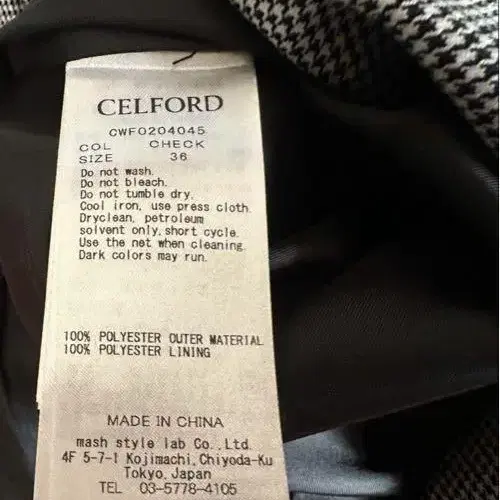 CELFORD
CWF0204045
COL CHECK
SIZE 36
Do not wash.
Do not bleach.
Do not tumble dry.
Cool iron, use press cloth.
Dryclean, petroleum
solvent only, short cycle.
Use the net when cleaning.
Dark colors may run.
100% POLYESTER OUTER MATERIAL
100% POLYESTER LINING
MADE IN CHINA
mash style lab Co.,Ltd.
4F 5-7-1 Kojimachi,Chiyoda-Ku
Tokyo,Japan
TEL 03-5778-4105